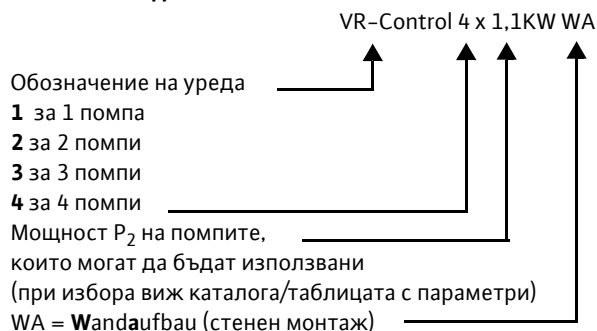 VR-Control 4 x 1,1KW WA
Обозначение на уреда
1 за 1 помпа
2 за 2 помпи
3 за 3 помпи
4 за 4 помпи
Мощност P2 на помпите,
които могат да бъдат използвани
(при избора виж каталога/таблицата с параметри)
WA = Wandaufbau (стенен монтаж)